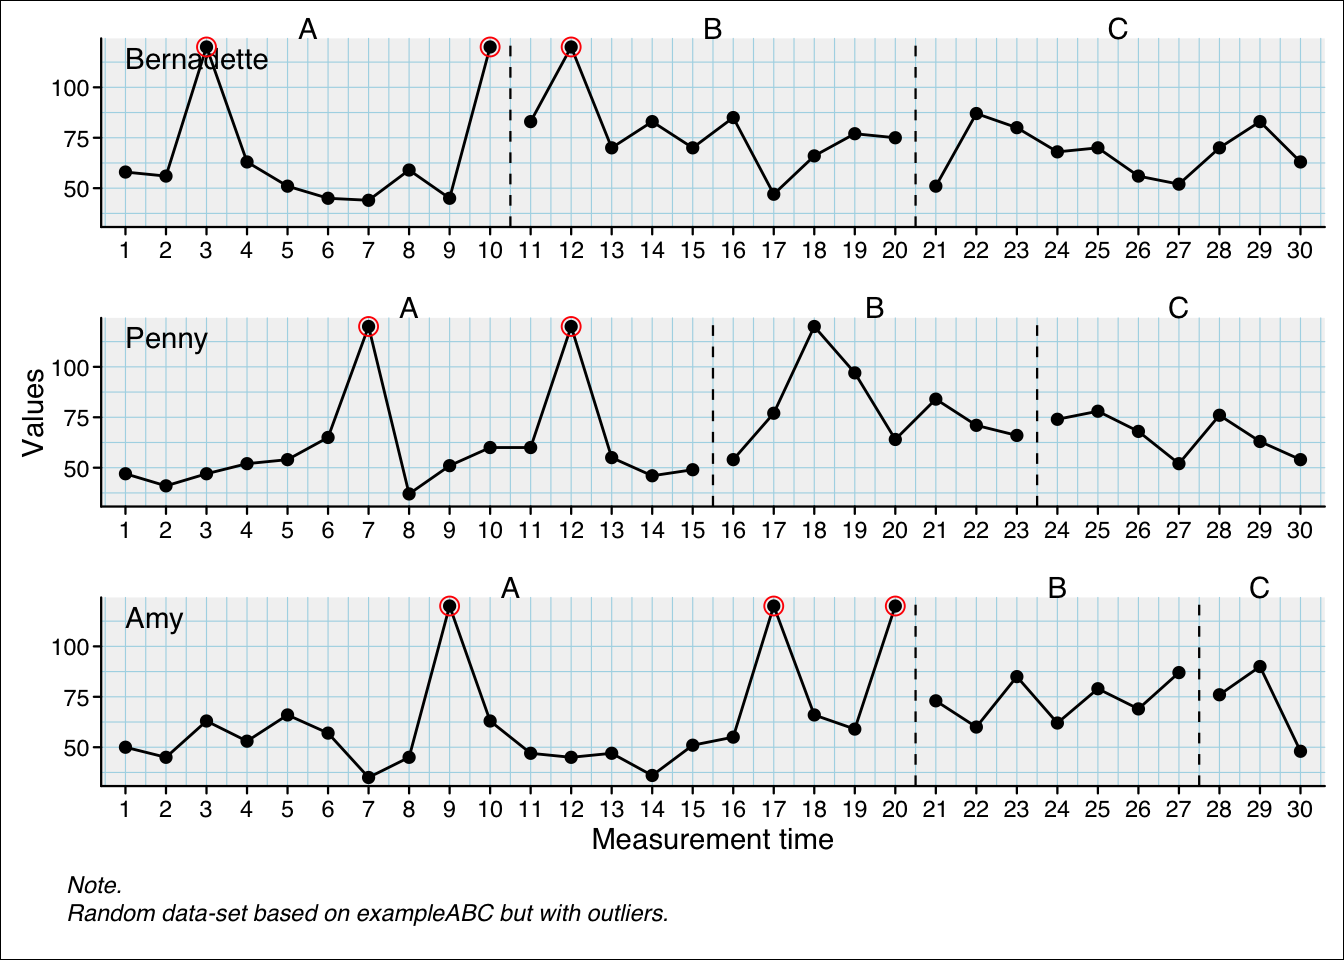 A B C
Bernadette
100
75
50
1 2 3 4 5 6 7 8 9 10 11 12 13 14 15 16 17 18 19 20 21 22 23 24 25 26 27 28 29 30
A B C
Penny
100
75
50
1 2 3 4 5 6 7 8 9 10 11 12 13 14 15 16 17 18 19 20 21 22 23 24 25 26 27 28 29 30
Values
A B C
Amy
100
75
50
1 2 3 4 5 6 7 8 9 10 11 12 13 14 15 16 17 18 19 20 21 22 23 24 25 26 27 28 29 30
Measurement time
Note.
Random data-set based on exampleABC but with outliers.